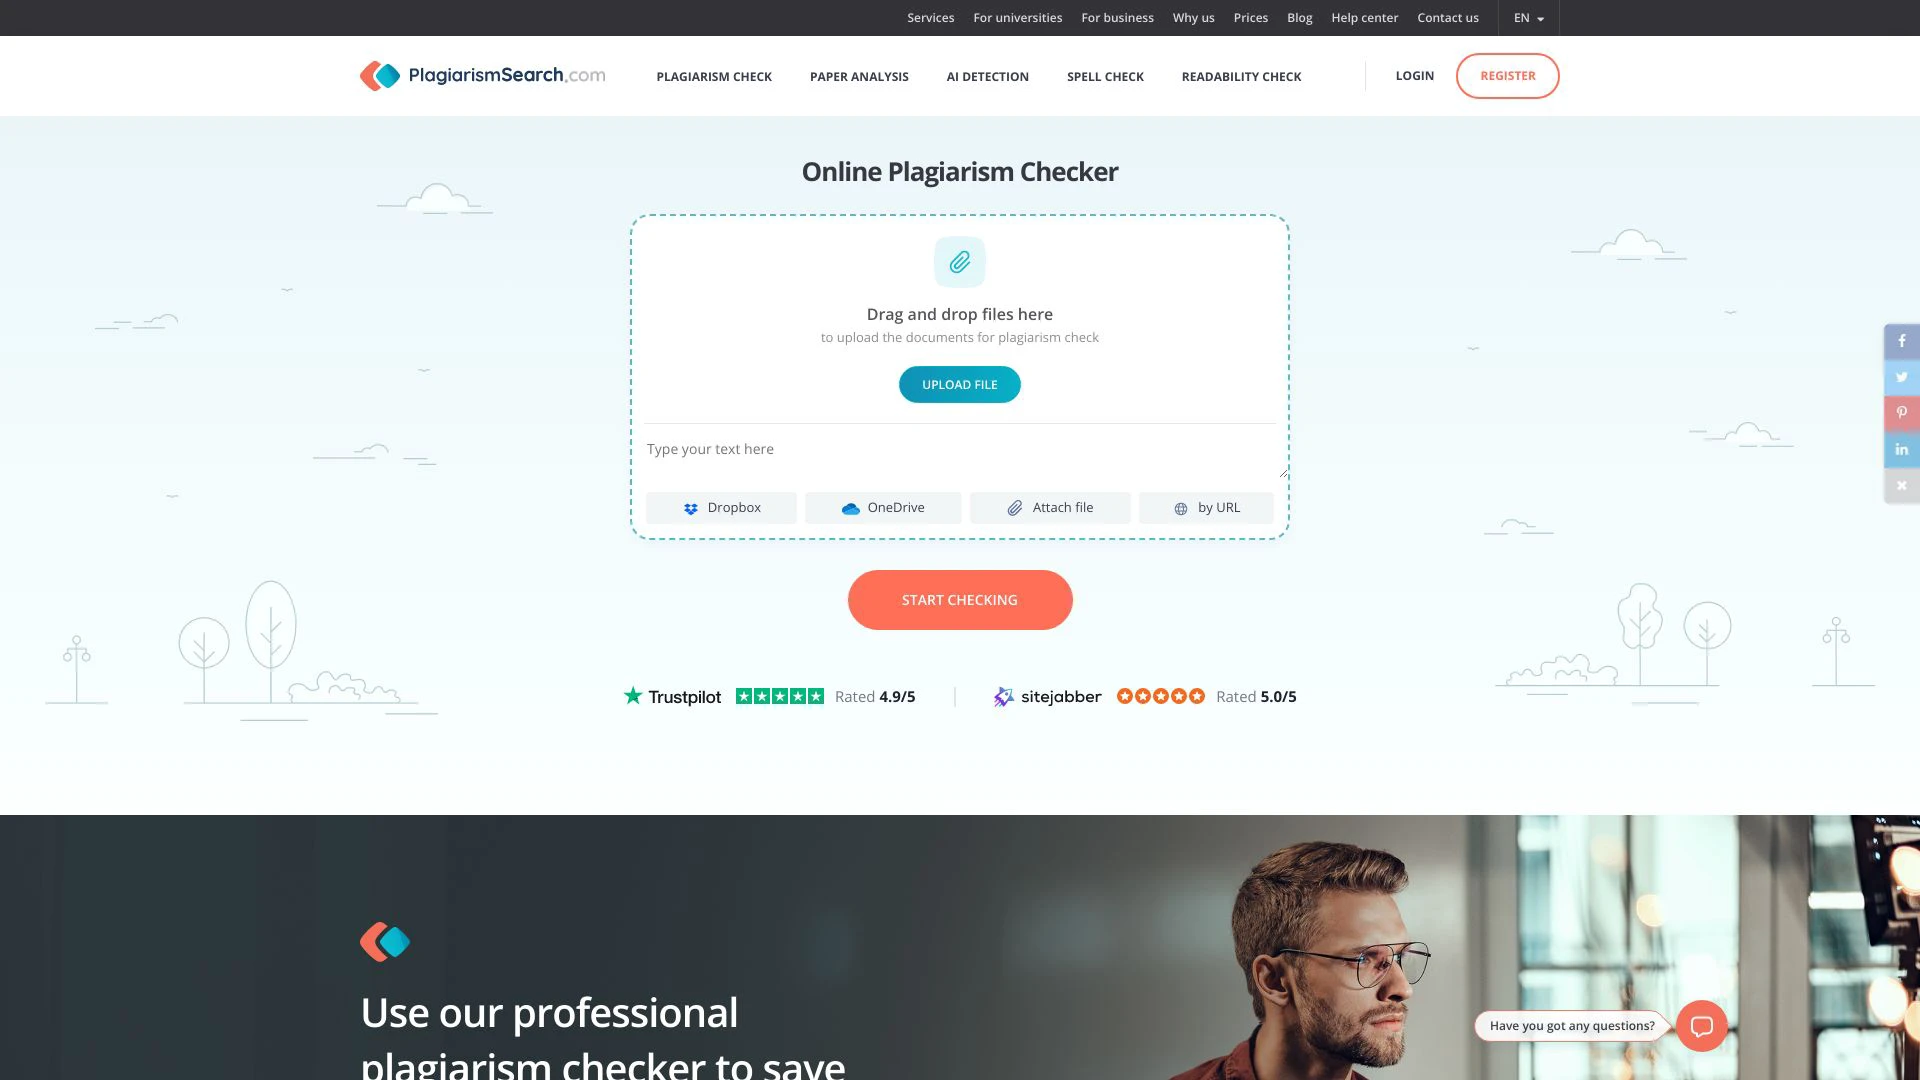 Services For universities For business Why us Prices Blog Help center Contact us EN
PlagiarismSearch.com PLAGIARISM CHECK PAPER ANALYSIS AI DETECTION SPELL CHECK READABILITY CHECK LOGIN REGISTER
Online Plagiarism Checker
Drag and drop files here
to upload the documents for plagiarism check
UPLOAD FILE
Type your text here
Dropbox OneDrive Attach file by URL
START CHECKING
Trustpilot Rated 4.9/5 sitejabber Rated 5.0/5
Use our professional
plagiarism checker to save
Have you got any questions?